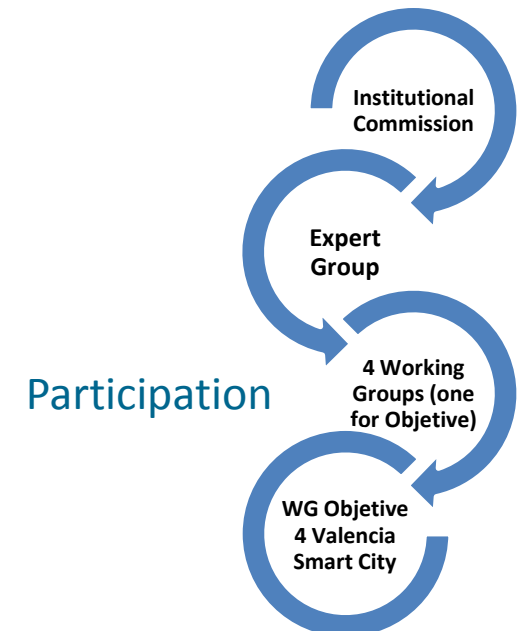 Institutional
Commission
Expert
Group
Participation
4 Working
Groups (one
for Objetive)
WG Objetive
4 Valencia
Smart City